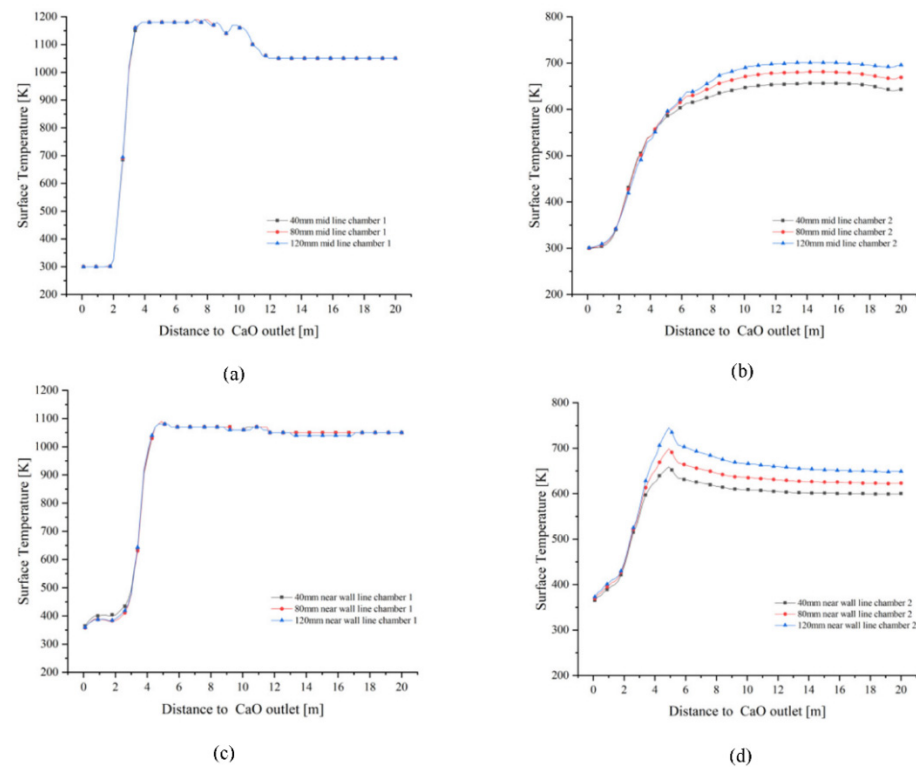 1200
1100
1000
900
800
700
600
500
400
300
200
Surface Temperature [K]
40mm mid line chamber 1
80mm mid line chamber 1
120mm mid line chamber 1
0 2 4 6 8 10 12 14 16 18 20
Distance to CaO outlet [m]
(a)
800
700
600
500
400
300
200
Surface Temperature [K]
40mm mid line chamber 2
80mm mid line chamber 2
120mm mid line chamber 2
0 2 4 6 8 10 12 14 16 18 20
Distance to CaO outlet [m]
(b)
1200
1100
1000
900
800
700
600
500
400
300
200
Surface Temperature [K]
40mm near wall line chamber 1
80mm near wall line chamber 1
120mm near wall line chamber 1
0 2 4 6 8 10 12 14 16 18 20
Distance to CaO outlet [m]
(c)
800
700
600
500
400
300
200
Surface Temperature [K]
40mm near wall line chamber 2
80mm near wall line chamber 2
120mm near wall line chamber 2
0 2 4 6 8 10 12 14 16 18 20
Distance to CaO outlet [m]
(d)